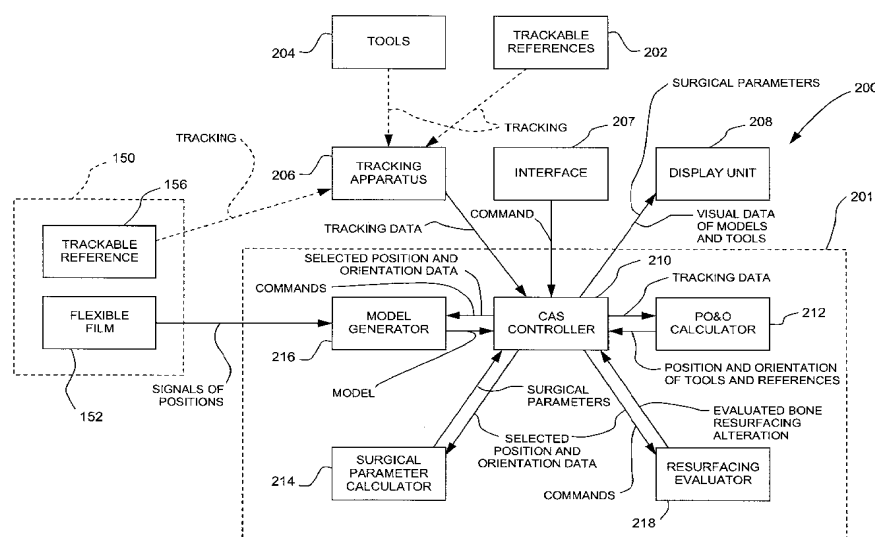 TOOLS
204
TRACKABLE
REFERENCES
202
SURGICAL PARAMETERS
200
TRACKING
207
208
TRACKING
150
206
TRACKING
APPARATUS
INTERFACE
DISPLAY UNIT
156
201
COMMAND
TRACKABLE
REFERENCE
TRACKING DATA
VISUAL DATA
OF MODELS
AND TOOLS
SELECTED POSITION AND
ORIENTATION DATA
210
COMMANDS
TRACKING DATA
FLEXIBLE
FILM
MODEL
GENERATOR
CAS
CONTROLLER
PO&O
CALCULATOR
212
216
152
SIGNALS OF
POSITIONS
MODEL
POSITION AND ORIENTATION
OF TOOLS AND REFERENCES
SURGICAL
PARAMETERS
EVALUATED BONE
RESURFACING
ALTERATION
SELECTED
POSITION AND
ORIENTATION DATA
214
SURGICAL
PARAMETER
CALCULATOR
COMMANDS
RESURFACING
EVALUATOR
218